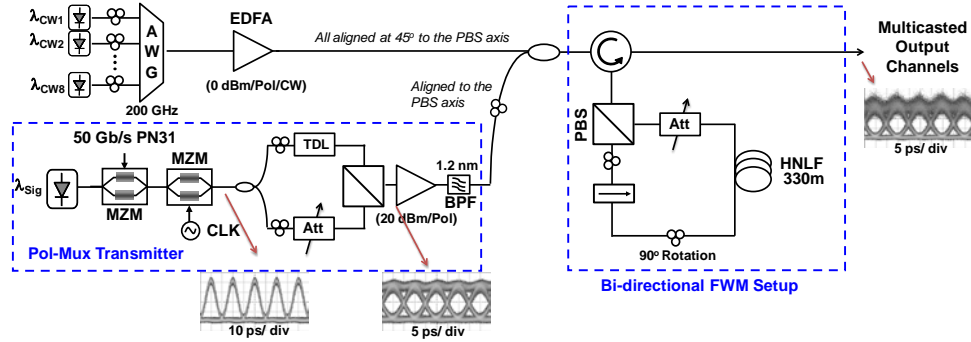 λCW1
λCW2
λCW8
AWG
200 GHz
EDFA
(0 dBm/Pol/CW)
All aligned at 45o to the PBS axis
Aligned to the
PBS axis
Multicasted
Output
Channels
5 ps/ div
50 Gb/s PN31
λSig
MZM
MZM
CLK
TDL
Att
(20 dBm/Pol)
1.2 nm
BPF
Pol-Mux Transmitter
10 ps/ div
5 ps/ div
PBS
Att
HNLF
330m
90o Rotation
Bi-directional FWM Setup